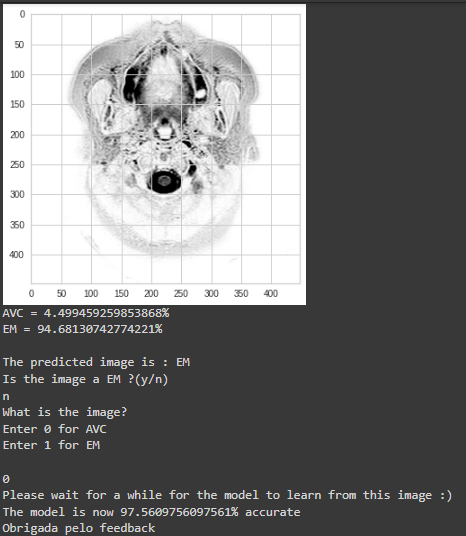 0
50
100
150
200
250
300
350
400
0 50 100 150 200 250 300 350 400
AVC = 4.499459259853868%
EM = 94.68130742774221%
The predicted image is : EM
Is the image a EM ?(y/n)
n
What is the image?
Enter 0 for AVC
Enter 1 for EM
0
Please wait for a while for the model to learn from this image :)
The model is now 97.5609756097561% accurate
Obrigada pelo feedback